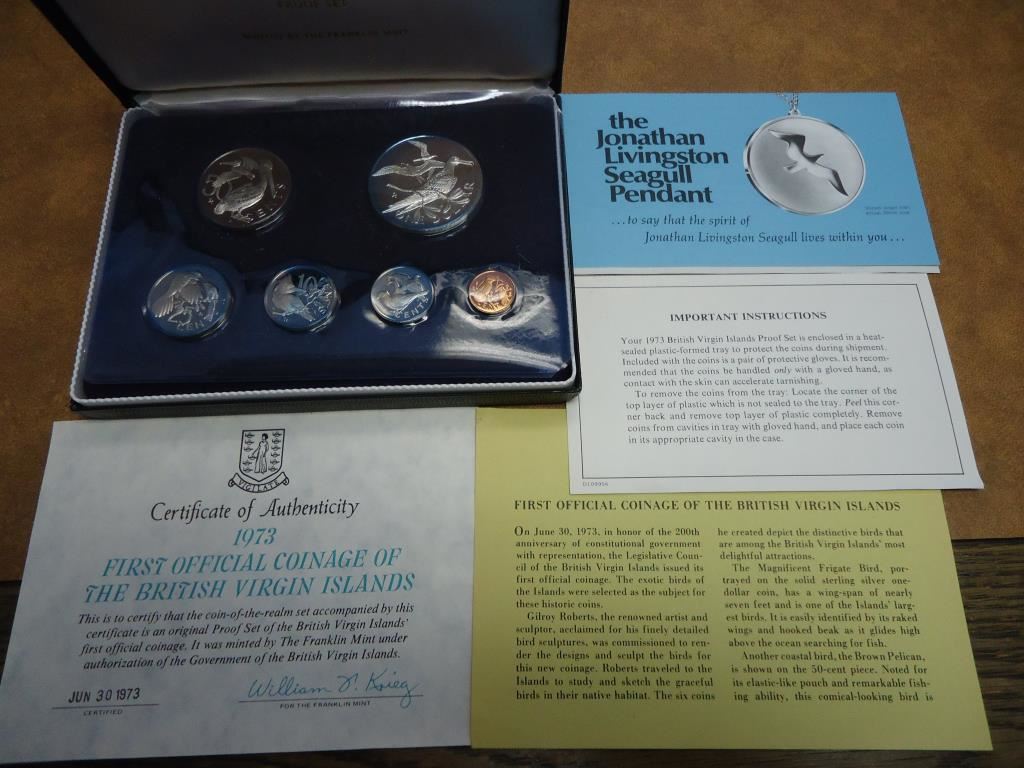 PROOF SET
MINTED BY THE FRANKLIN MINT
the
Jonathan
Livingston
Seagull
Pendant
...to say that the spirit of
Jonathan Livingston Seagull lives within you...
10
CENTS
IMPORTANT INSTRUCTIONS
Your 1973 British Virgin Islands Proof Set is enclosed in a heat-
sealed plastic-formed tray to protect the coins during shipment.
Included with the coins is a pair of protective gloves. It is recom-
mended that the coins be handled only with a gloved hand, as
contact with the skin can accelerate tarnishing.
To remove the coins from the tray: Locate the corner of the
top layer of plastic which is not sealed to the tray. Peel this cor-
ner back and remove top layer of plastic completely. Remove
coins from cavities in tray with gloved hand, and place each coin
in its appropriate cavity in the case.
VIGILATE
Certificate of Authenticity
1973
FIRST OFFICIAL COINAGE OF
THE BRITISH VIRGIN ISLANDS
This is to certify that the coin-of-the-realm set accompanied by this
certificate is an original Proof Set of the British Virgin Islands'
first official coinage. It was minted by The Franklin Mint under
authorization of the Government of the British Virgin Islands.
JUN 30 1973
CERTIFIED
William T. Krieg
FOR THE FRANKLIN MINT
FIRST OFFICIAL COINAGE OF THE BRITISH VIRGIN ISLANDS
On June 30, 1973, in honor of the 200th
anniversary of constitutional government
with representation, the Legislative Coun-
cil of the British Virgin Islands issued its
first official coinage. The exotic birds of
the Islands were selected as the subject for
these historic coins.
Gilroy Roberts, the renowned artist and
sculptor, acclaimed for his finely detailed
bird sculptures, was commissioned to ren-
der the designs and sculpt the birds for
this new coinage. Roberts traveled to the
Islands to study and sketch the graceful
birds in their native habitat. The six coins
he created depict the distinctive birds that
are among the British Virgin Islands' most
delightful attractions.
The Magnificent Frigate Bird, por-
trayed on the solid sterling silver one-
dollar coin, has a wing-span of nearly
seven feet and is one of the Islands' larg-
est birds. It is easily identified by its raked
wings and hooked beak as it glides high
above the ocean searching for fish.
Another coastal bird, the Brown Pelican,
is shown on the 50-cent piece. Noted for
its elastic-like pouch and remarkable fish-
ing ability, this comical-looking bird is